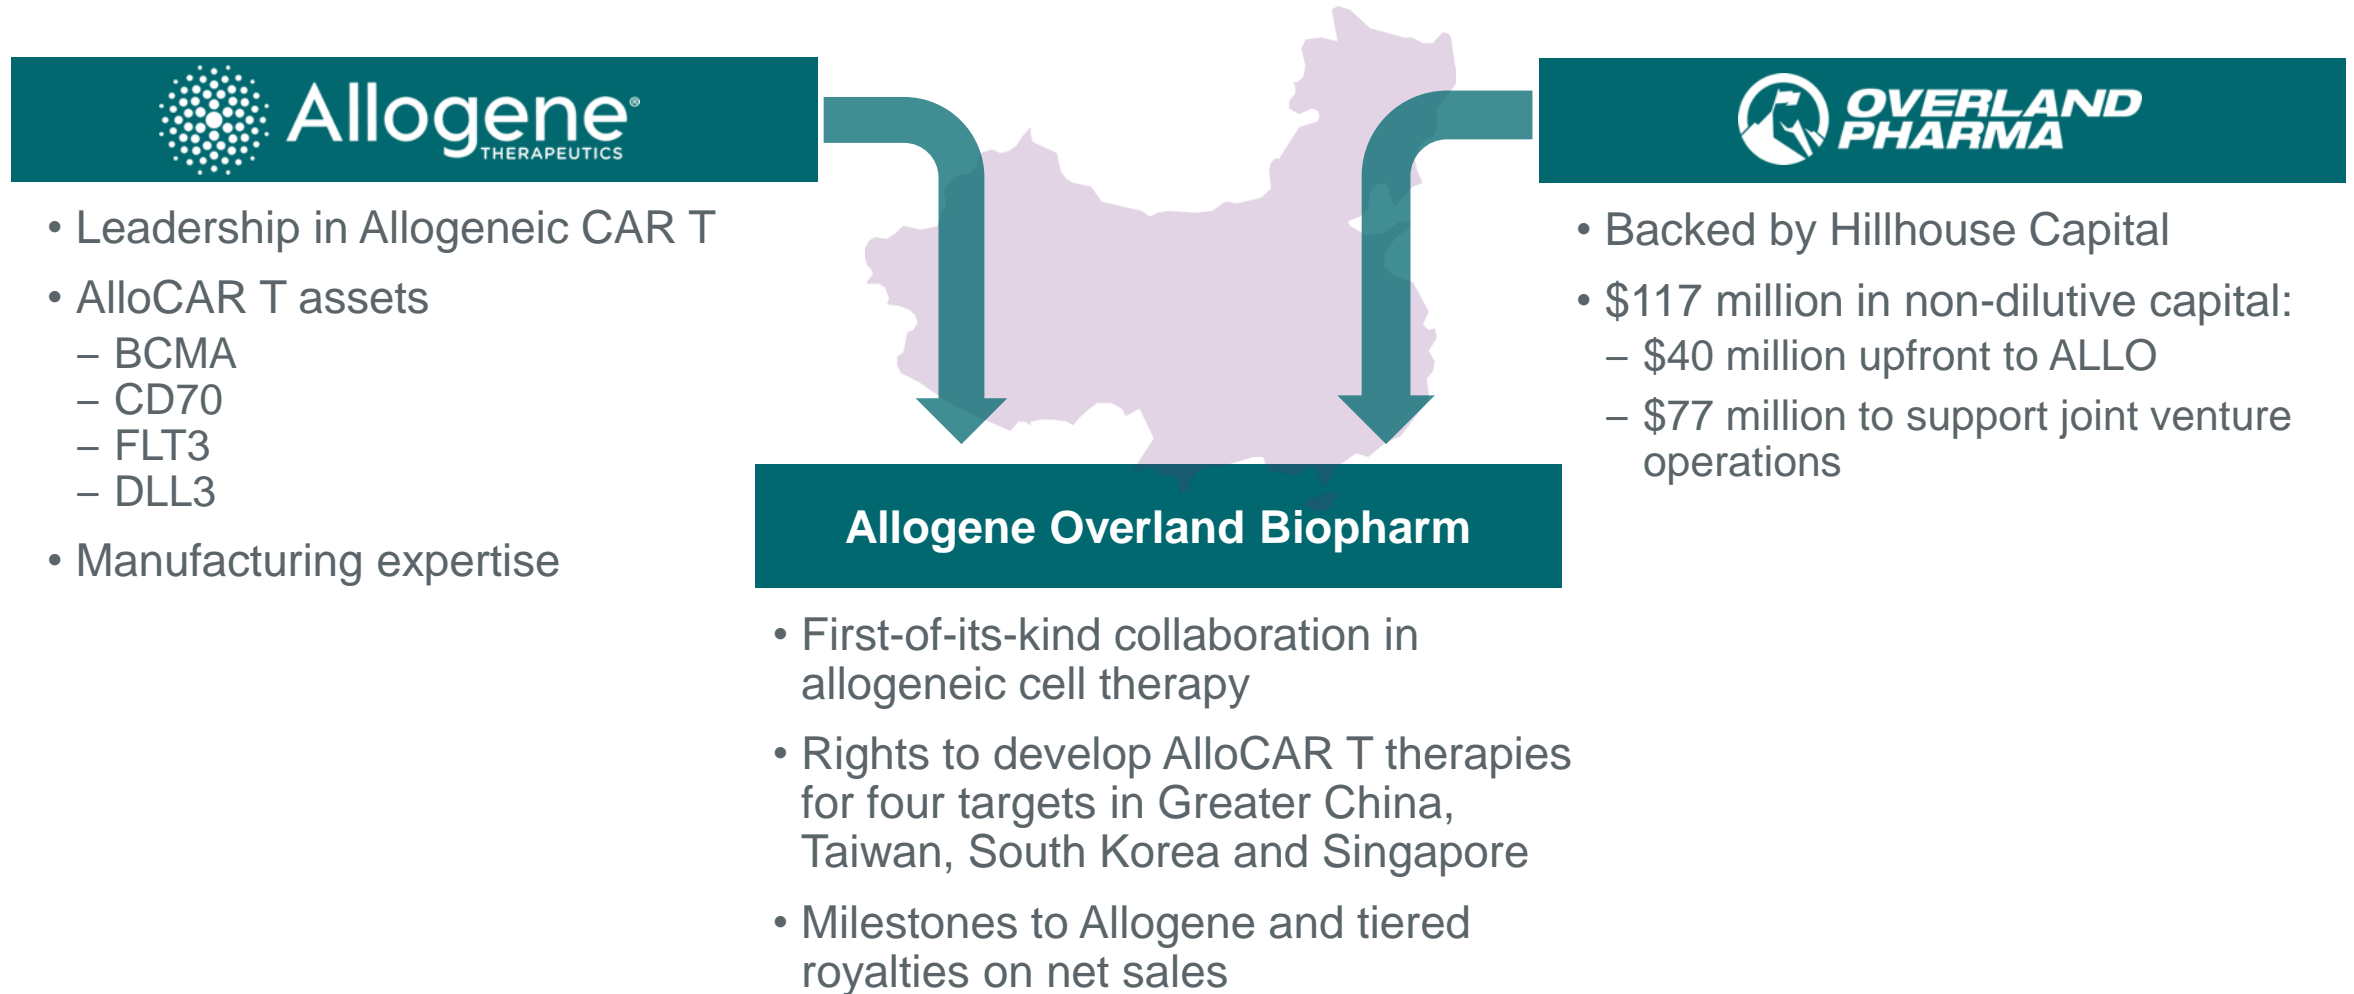 Allogene®
THERAPEUTICS
• Leadership in Allogeneic CAR T
• AlloCAR T assets
– BCMA
– CD70
– FLT3
– DLL3
• Manufacturing expertise
OVERLAND
PHARMA
• Backed by Hillhouse Capital
• $117 million in non-dilutive capital:
– $40 million upfront to ALLO
– $77 million to support joint venture
operations
Allogene Overland Biopharm
• First-of-its-kind collaboration in
allogeneic cell therapy
• Rights to develop AlloCAR T therapies
for four targets in Greater China,
Taiwan, South Korea and Singapore
• Milestones to Allogene and tiered
royalties on net sales